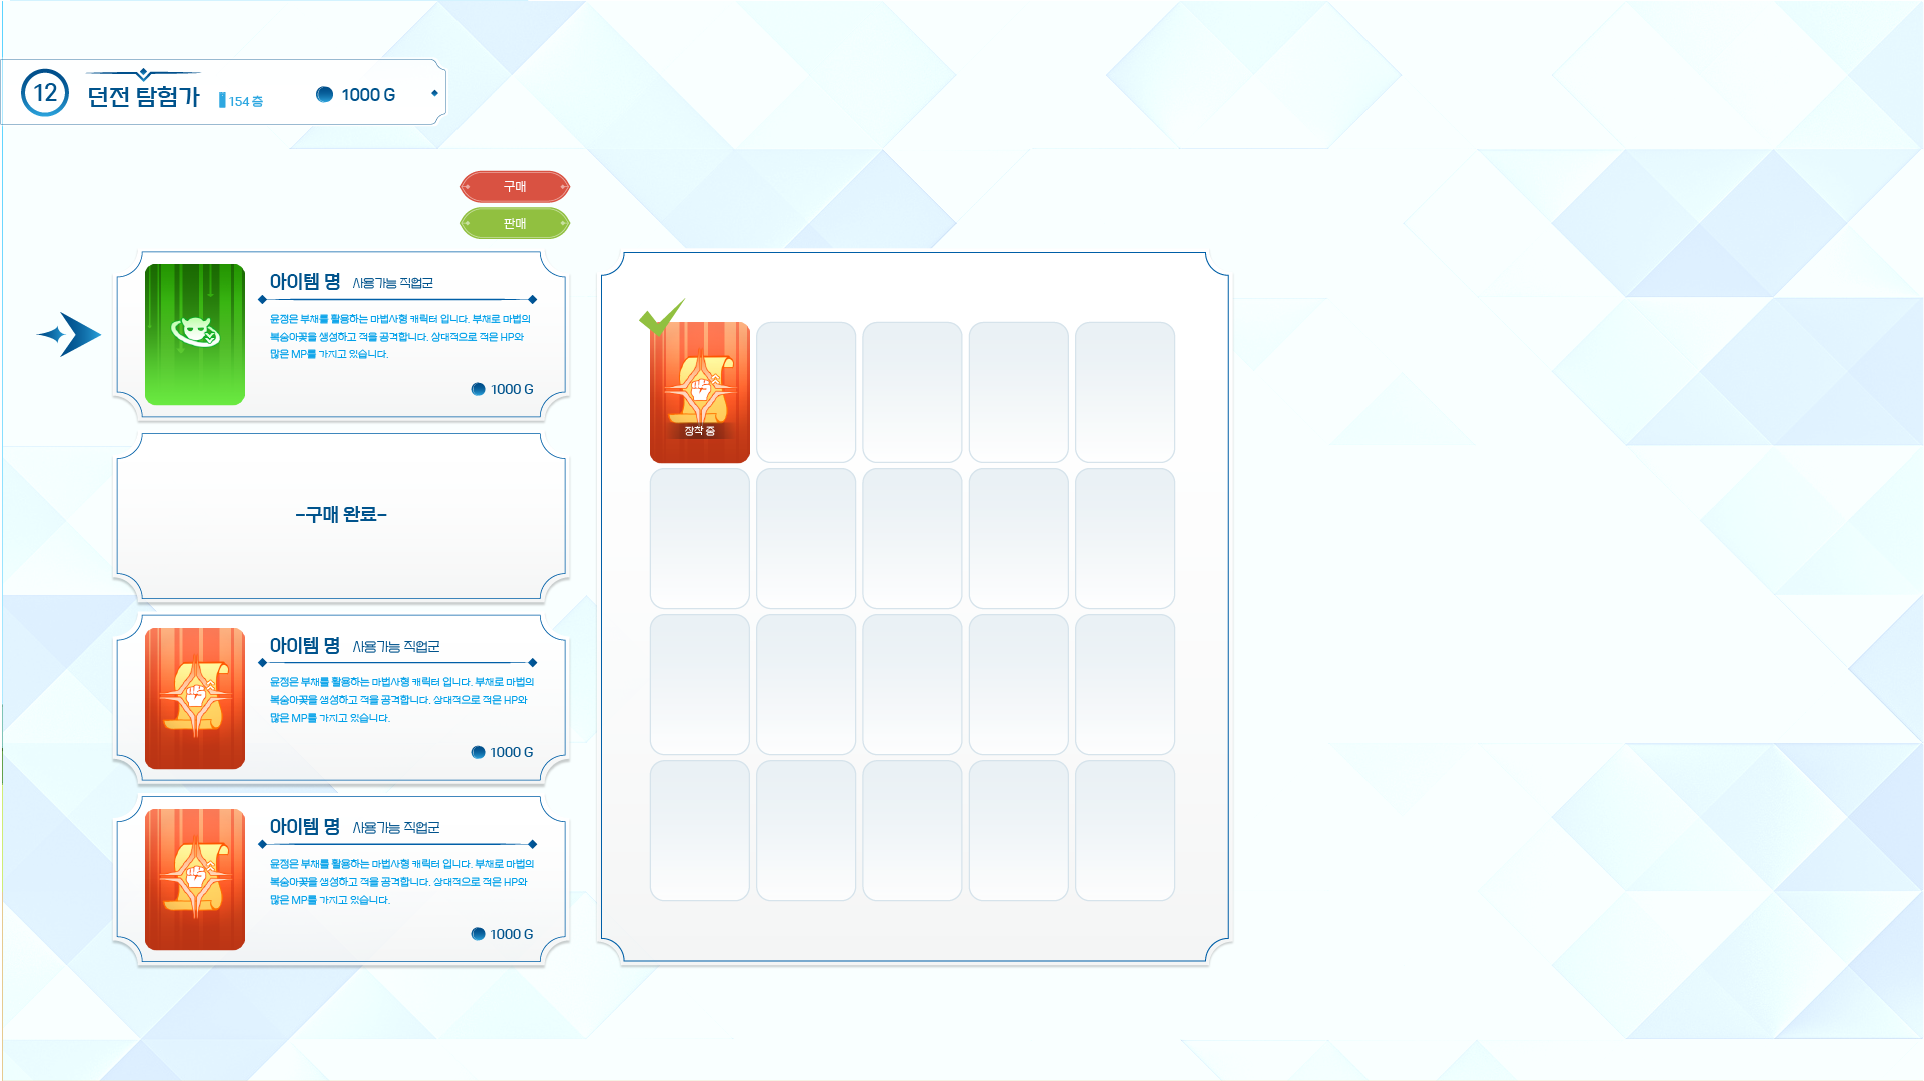 12
던전 탐험가
154 층
1000 G
구매
판매
아이템 명 사용가능 직업군
윤정은 부채를 활용하는 마법사형 캐릭터 입니다. 부채로 마법의
복숭아꽃을 생성하고 적을 공격합니다. 상대적으로 적은 HP와
많은 MP를 가지고 있습니다.
1000 G
-구매 완료-
아이템 명 사용가능 직업군
윤정은 부채를 활용하는 마법사형 캐릭터 입니다. 부채로 마법의
복숭아꽃을 생성하고 적을 공격합니다. 상대적으로 적은 HP와
많은 MP를 가지고 있습니다.
1000 G
아이템 명 사용가능 직업군
윤정은 부채를 활용하는 마법사형 캐릭터 입니다. 부채로 마법의
복숭아꽃을 생성하고 적을 공격합니다. 상대적으로 적은 HP와
많은 MP를 가지고 있습니다.
1000 G
장착 중